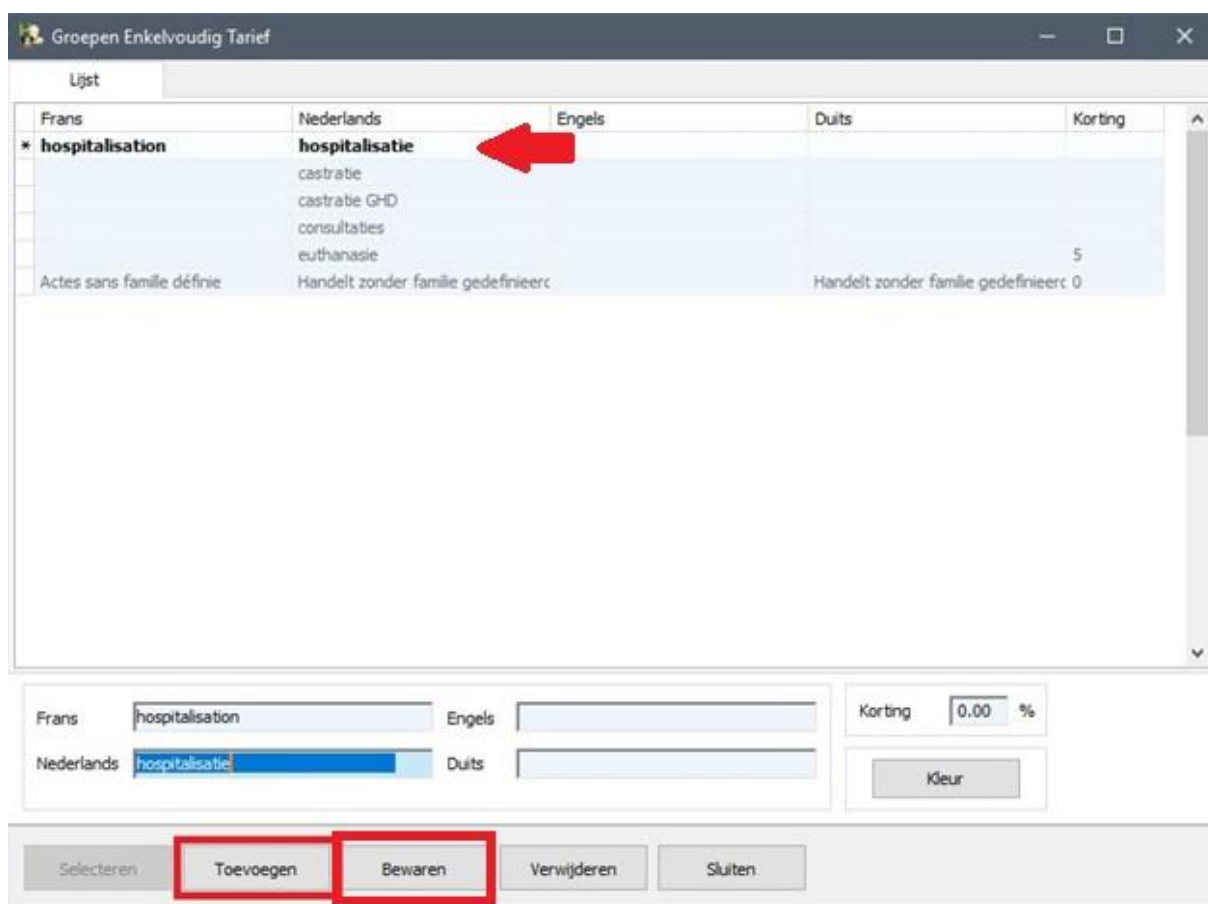 Groepen Enkelvoudig Tarief
Lijst
Frans Nederlands Engels Duits Korting
* hospitalisation hospitalisatie
castratie
castratie GHD
consultaties
euthanasie 5
Actes sans famille définie Handelt zonder familie gedefinieerc Handelt zonder familie gedefinieerc 0
Frans hospitalisation Engels Korting 0.00 %
Nederlands hospitalisatie Duits
Kleur
Selecteren Toevoegen Bewaren Verwijderen Sluiten